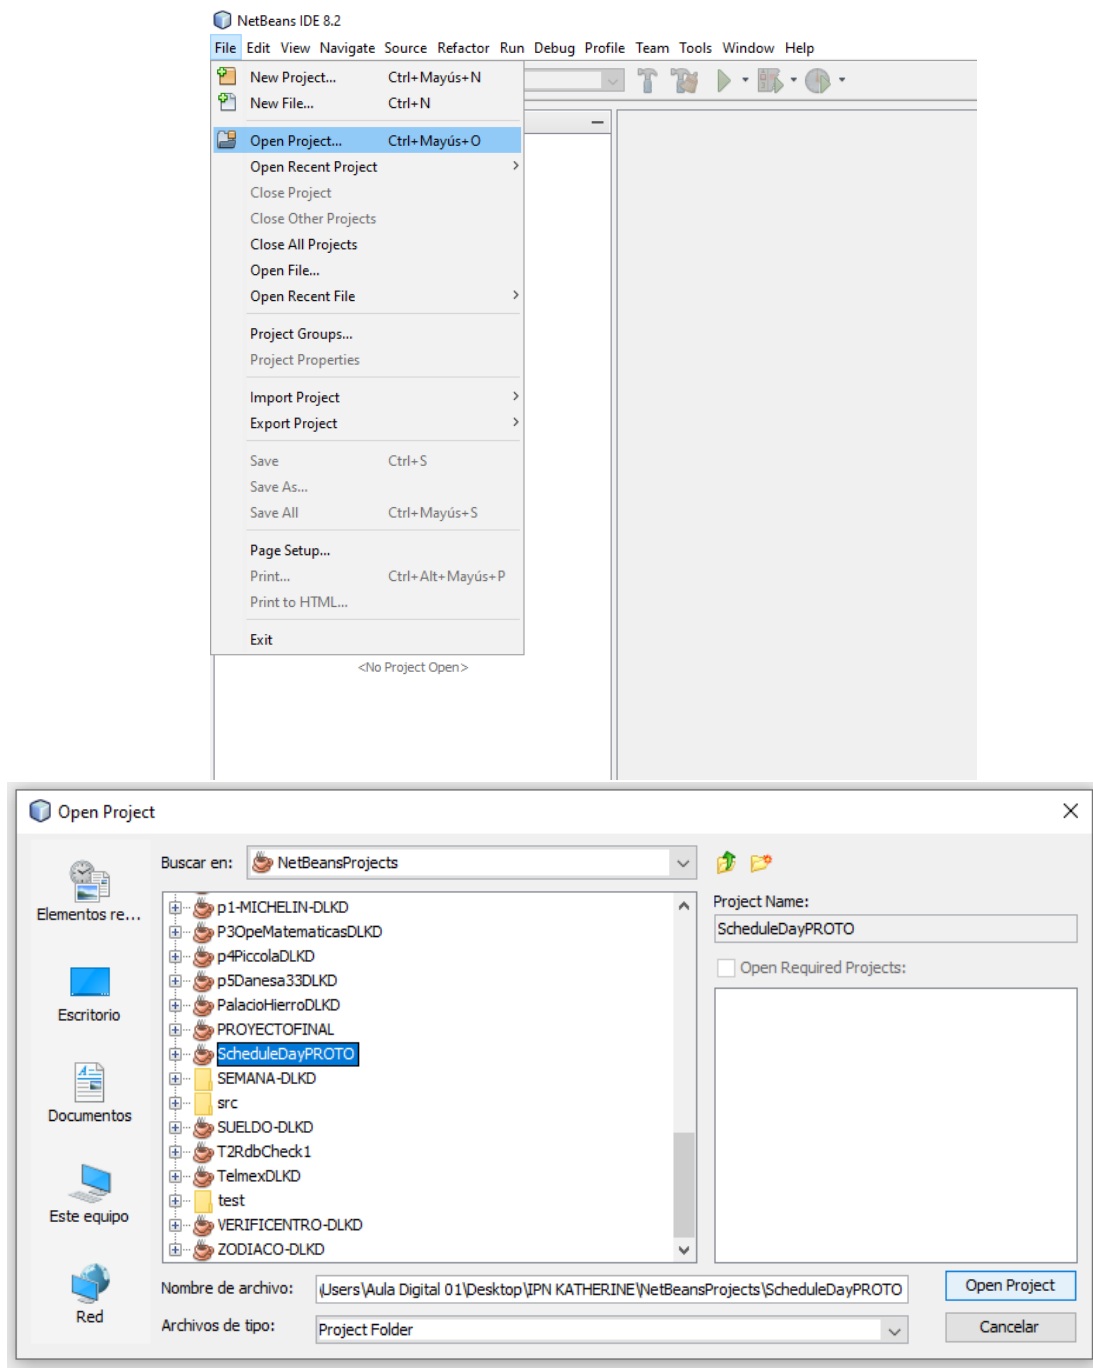 NetBeans IDE 8.2
File Edit View Navigate Source Refactor Run Debug Profile Team Tools Window Help
New Project... Ctrl+Mayús+N
New File... Ctrl+N
Open Project... Ctrl+Mayús+O
Open Recent Project
Close Project
Close Other Projects
Close All Projects
Open File...
Open Recent File
Project Groups...
Project Properties
Import Project
Export Project
Save Ctrl+S
Save As...
Save All Ctrl+Mayús+S
Page Setup...
Print... Ctrl+Alt+Mayús+P
Print to HTML...
Exit
<No Project Open>
Open Project
Buscar en: NetBeansProjects
Elementos re...
Escritorio
Documentos
Este equipo
Red
p1-MICHELIN-DLKD
P3OpeMatematicasDLKD
p4PiccolaDLKD
p5Danesa33DLKD
PalacioHierroDLKD
PROYECTOFINAL
ScheduleDayPROTO
SEMANA-DLKD
src
SUELDO-DLKD
T2RdbCheck1
TelmexDLKD
test
VERIFICENTRO-DLKD
ZODIACO-DLKD
Project Name:
ScheduleDayPROTO
Open Required Projects:
Nombre de archivo: \Users\Aula Digital 01\Desktop\IPN KATHERINE\NetBeansProjects\ScheduleDayPROTO
Open Project
Archivos de tipo: Project Folder
Cancelar